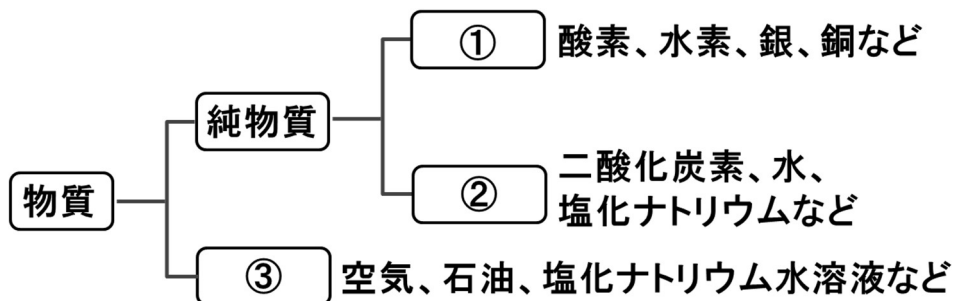 ① 酸素、水素、銀、銅など
純物質
② 二酸化炭素、水、
塩化ナトリウムなど
物質
③ 空気、石油、塩化ナトリウム水溶液など